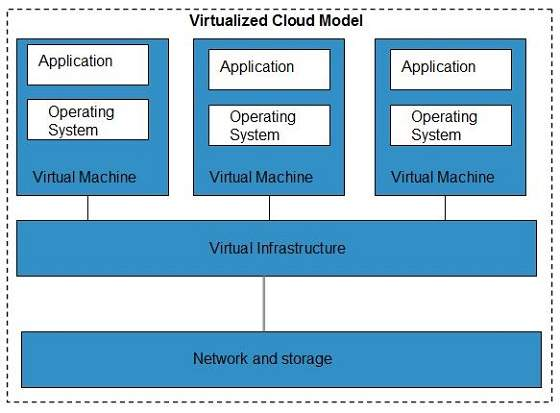 Virtualized Cloud Model
Application
Operating
System
Virtual Machine
Application
Operating
System
Virtual Machine
Application
Operating
System
Virtual Machine
Virtual Infrastructure
Network and storage